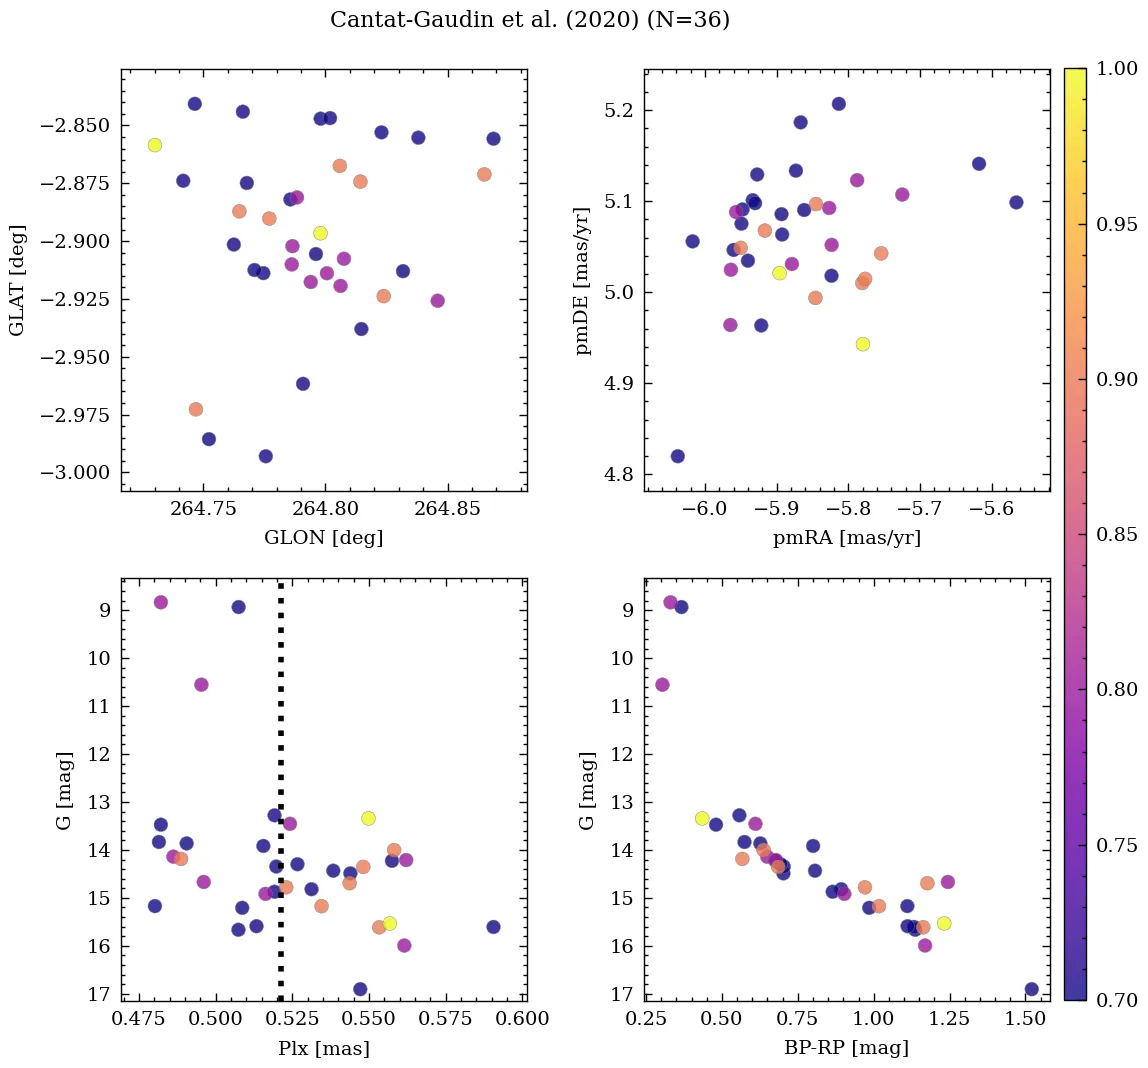 Cantat-Gaudin et al. (2020) (N=36)
GLAT [deg]
−2.850
−2.875
−2.900
−2.925
−2.950
−2.975
−3.000
264.75 264.80 264.85
GLON [deg]
pmDE [mas/yr]
5.2
5.1
5.0
4.9
4.8
−6.0 −5.9 −5.8 −5.7 −5.6
pmRA [mas/yr]
1.00
0.95
0.90
0.85
0.80
0.75
0.70
G [mag]
9
10
11
12
13
14
15
16
17
0.475 0.500 0.525 0.550 0.575 0.600
Plx [mas]
G [mag]
9
10
11
12
13
14
15
16
17
0.25 0.50 0.75 1.00 1.25 1.50
BP-RP [mag]